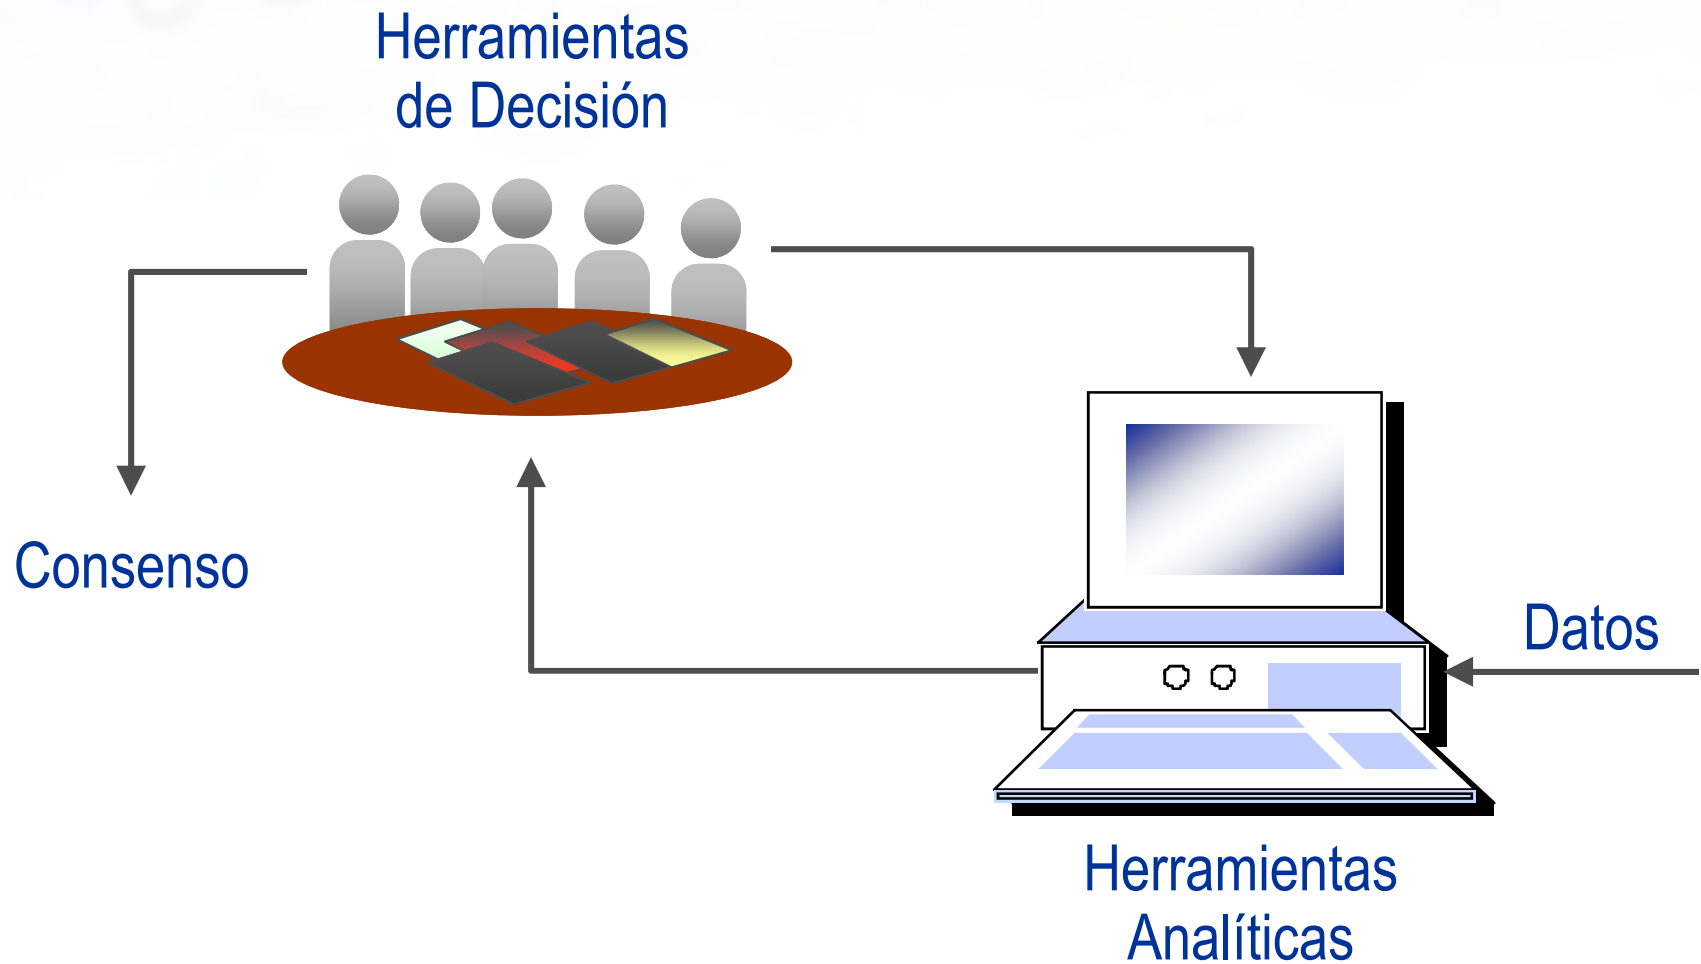 Herramientas
de Decisión
Consenso
Datos
Herramientas
Analíticas